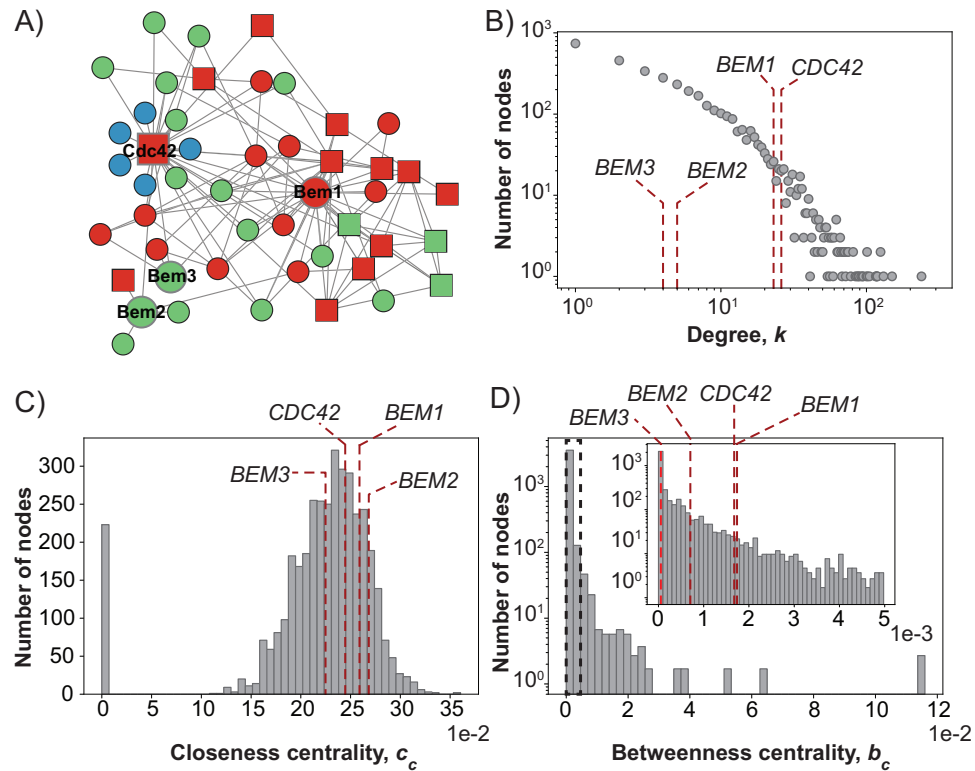 A)
Cdc42
Bem1
Bem3
Bem2
B)
BEM1
CDC42
BEM3
BEM2
Number of nodes
10³
10²
10¹
10⁰
10⁰
10¹
10²
Degree, k
C)
CDC42
BEM1
BEM3
BEM2
Number of nodes
300
250
200
150
100
50
0
0
5
10
15
20
25
30
35
1e-2
Closeness centrality, c_c
D)
BEM2
CDC42
BEM3
BEM1
Number of nodes
10³
10²
10¹
10⁰
10³
10²
10¹
10⁰
0
1
2
3
4
5
1e-3
0
2
4
6
8
10
12
1e-2
Betweenness centrality, b_c